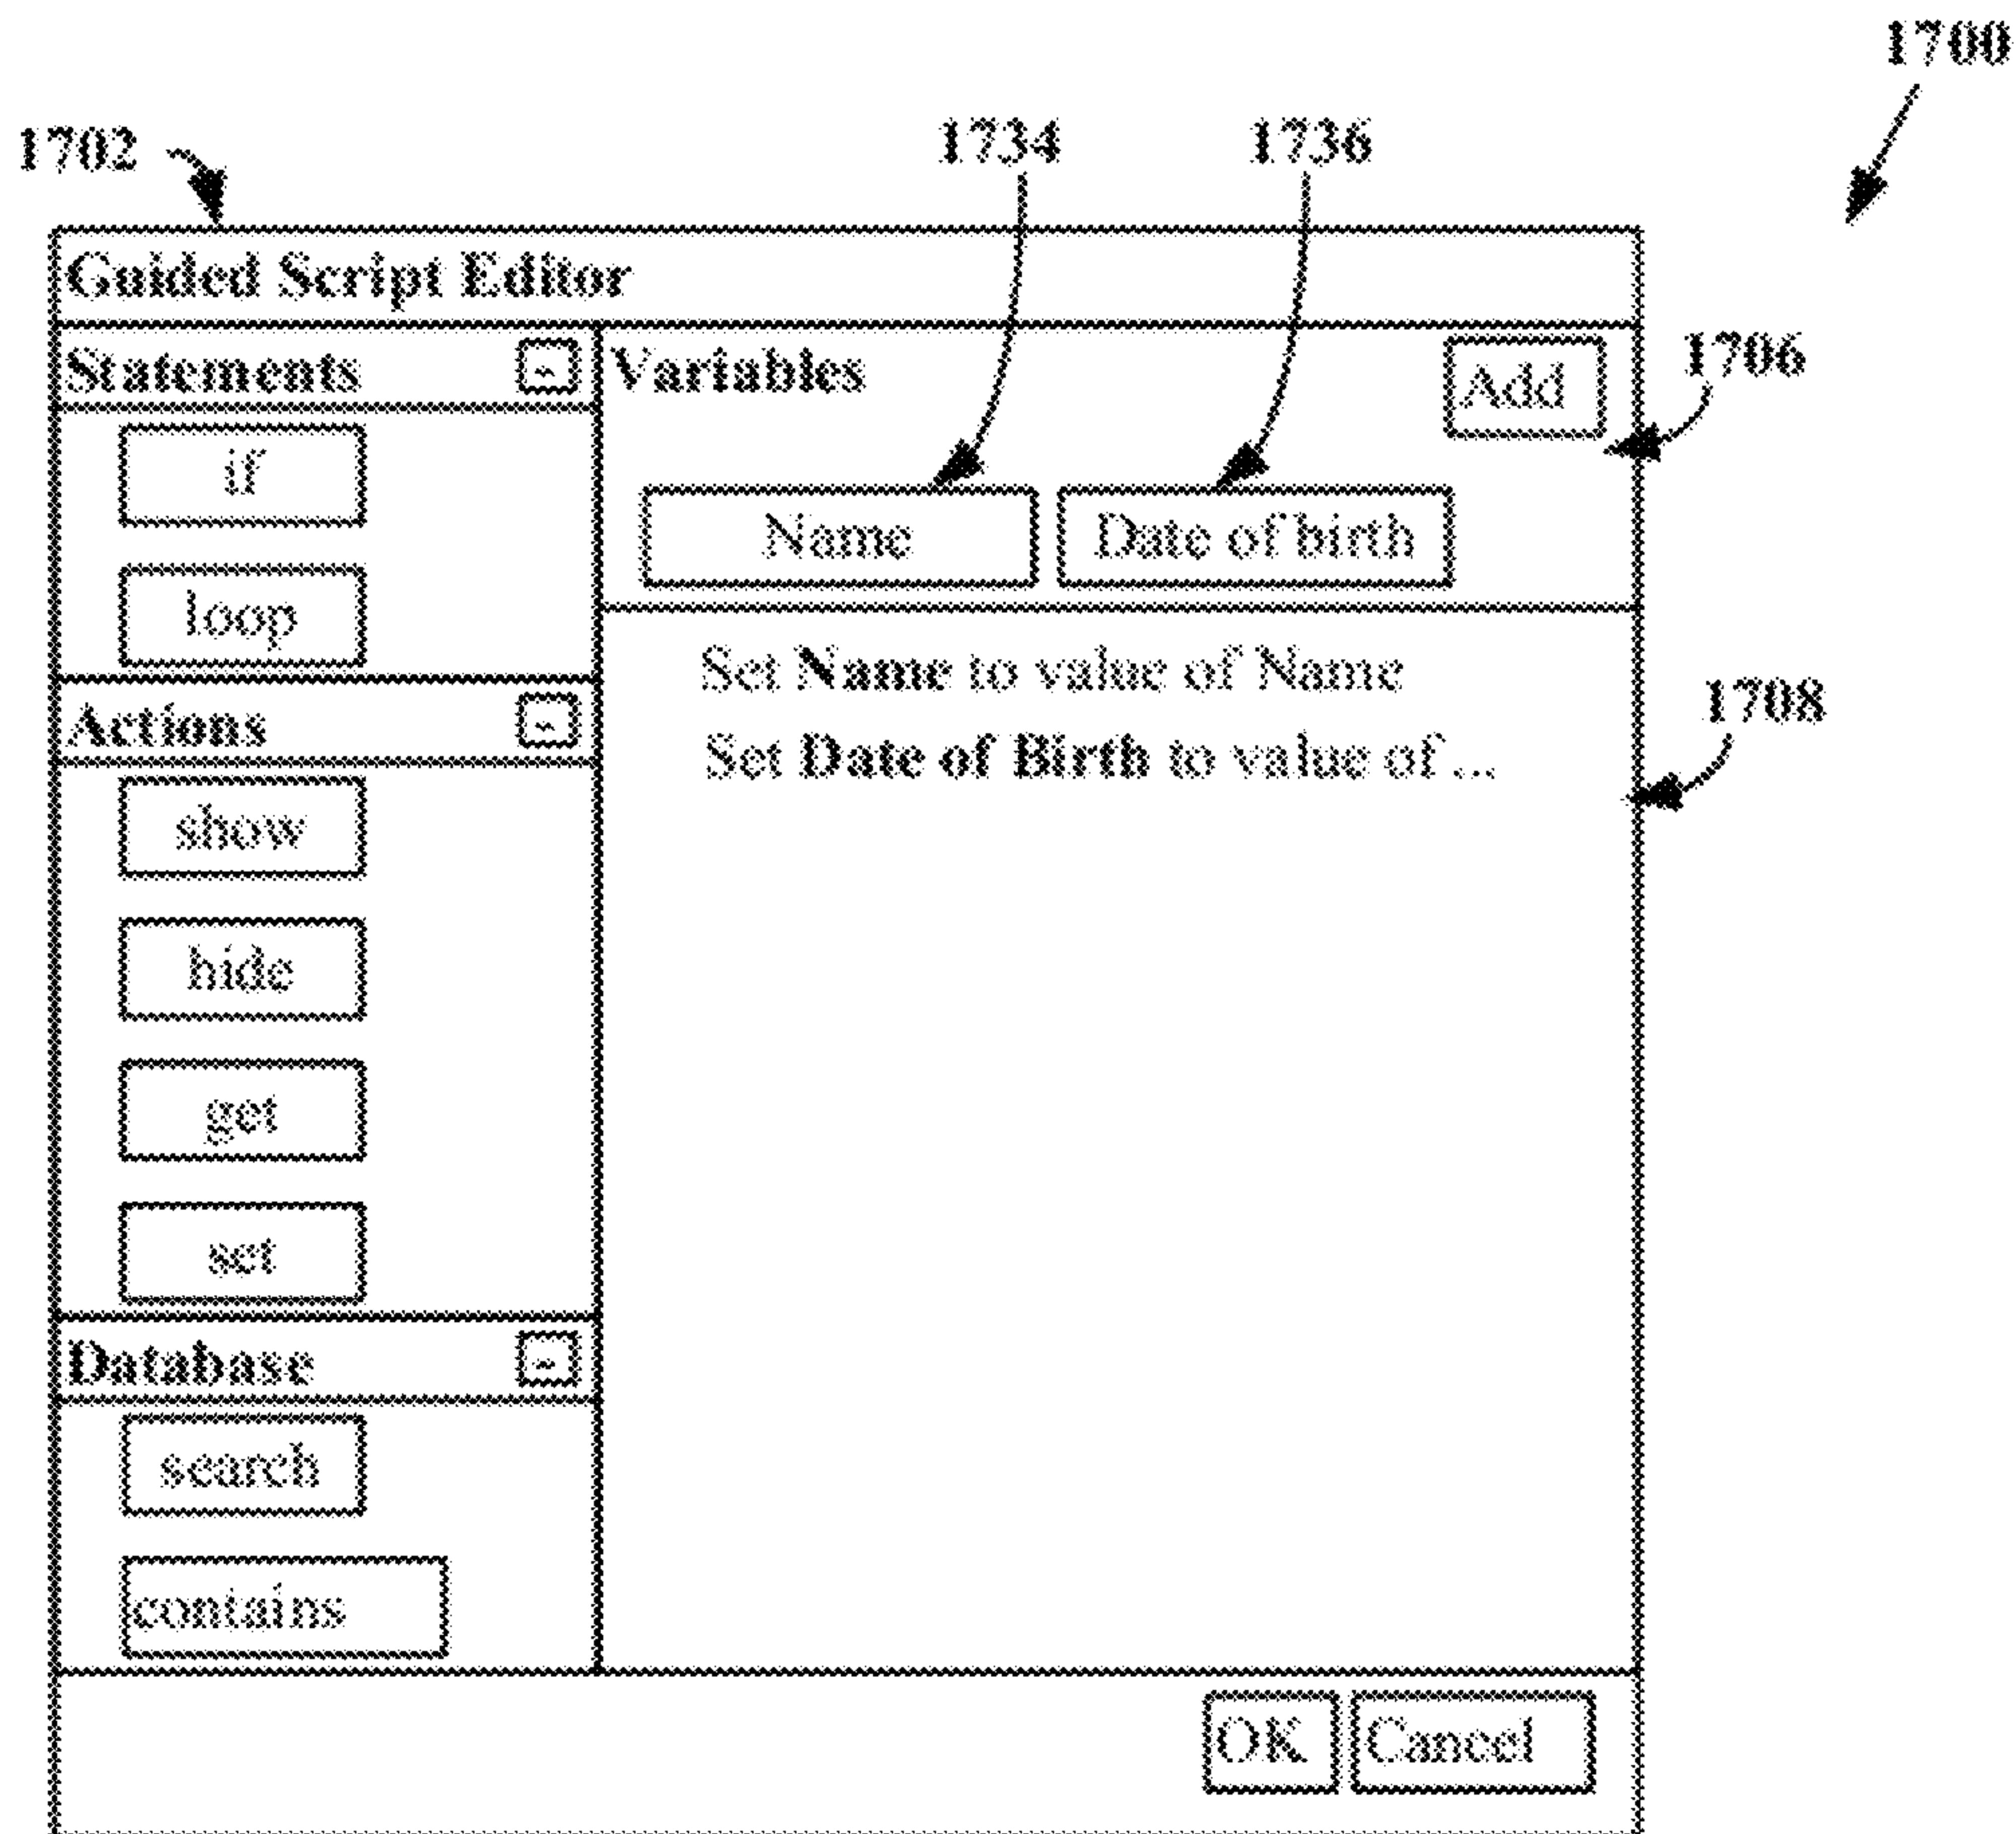 1700
1702
1734
1736
Guided Script Editor
Statements -
Variables
Add
1706
if
Name
Date of birth
loop
Set Name to value of Name
Actions -
1708
Set Date of Birth to value of ...
show
hide
get
set
Database -
search
contains
OK
Cancel